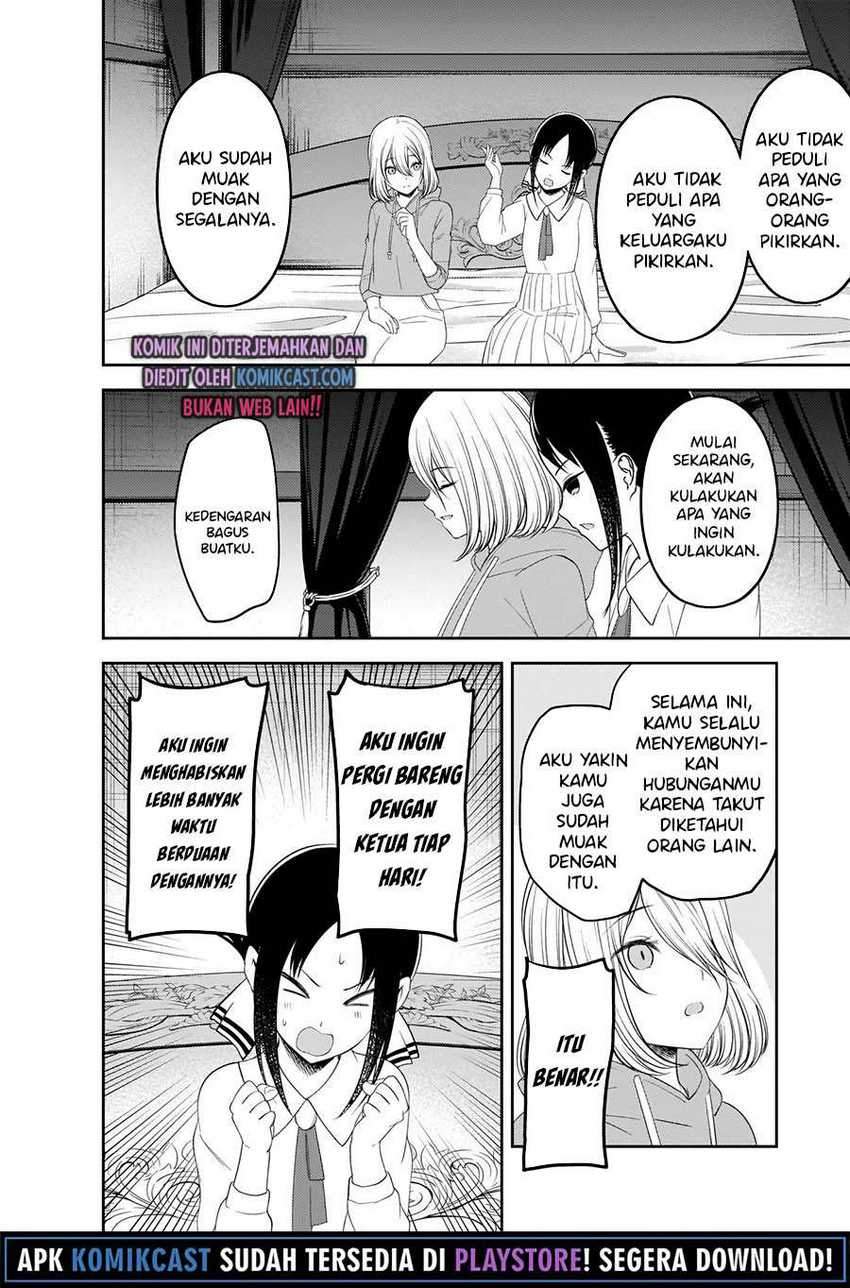 AKU TIDAK
PEDULI
APA YANG
ORANG-
ORANG
PIKIRKAN.
AKU TIDAK
PEDULI APA
YANG
KELUARGAKU
PIKIRKAN.
AKU SUDAH
MUAK
DENGAN
SEGALANYA.
KOMIK INI DITERJEMAHKAN DAN
DIEDIT OLEH KOMIKCAST.COM
BUKAN WEB LAIN!!
MULAI
SEKARANG,
AKAN
KULAKUKAN
APA YANG
INGIN
KULAKUKAN.
KEDENGARAN
BAGUS
BUATKU.
SELAMA INI,
KAMU SELALU
MENYEMBUNYI-
KAN
HUBUNGANMU
KARENA TAKUT
DIKETAHUI
ORANG LAIN.
AKU YAKIN
KAMU
JUGA
SUDAH
MUAK
DENGAN
ITU.
ITU
BENAR!!
AKU INGIN
PERGI BARENG
DENGAN
KETUA TIAP
HARI!
AKU INGIN
MENGHABISKAN
LEBIH BANYAK
WAKTU
BERDUAAN
DENGANNYA!
APK KOMIKCAST SUDAH TERSEDIA DI PLAYSTORE! SEGERA DOWNLOAD!